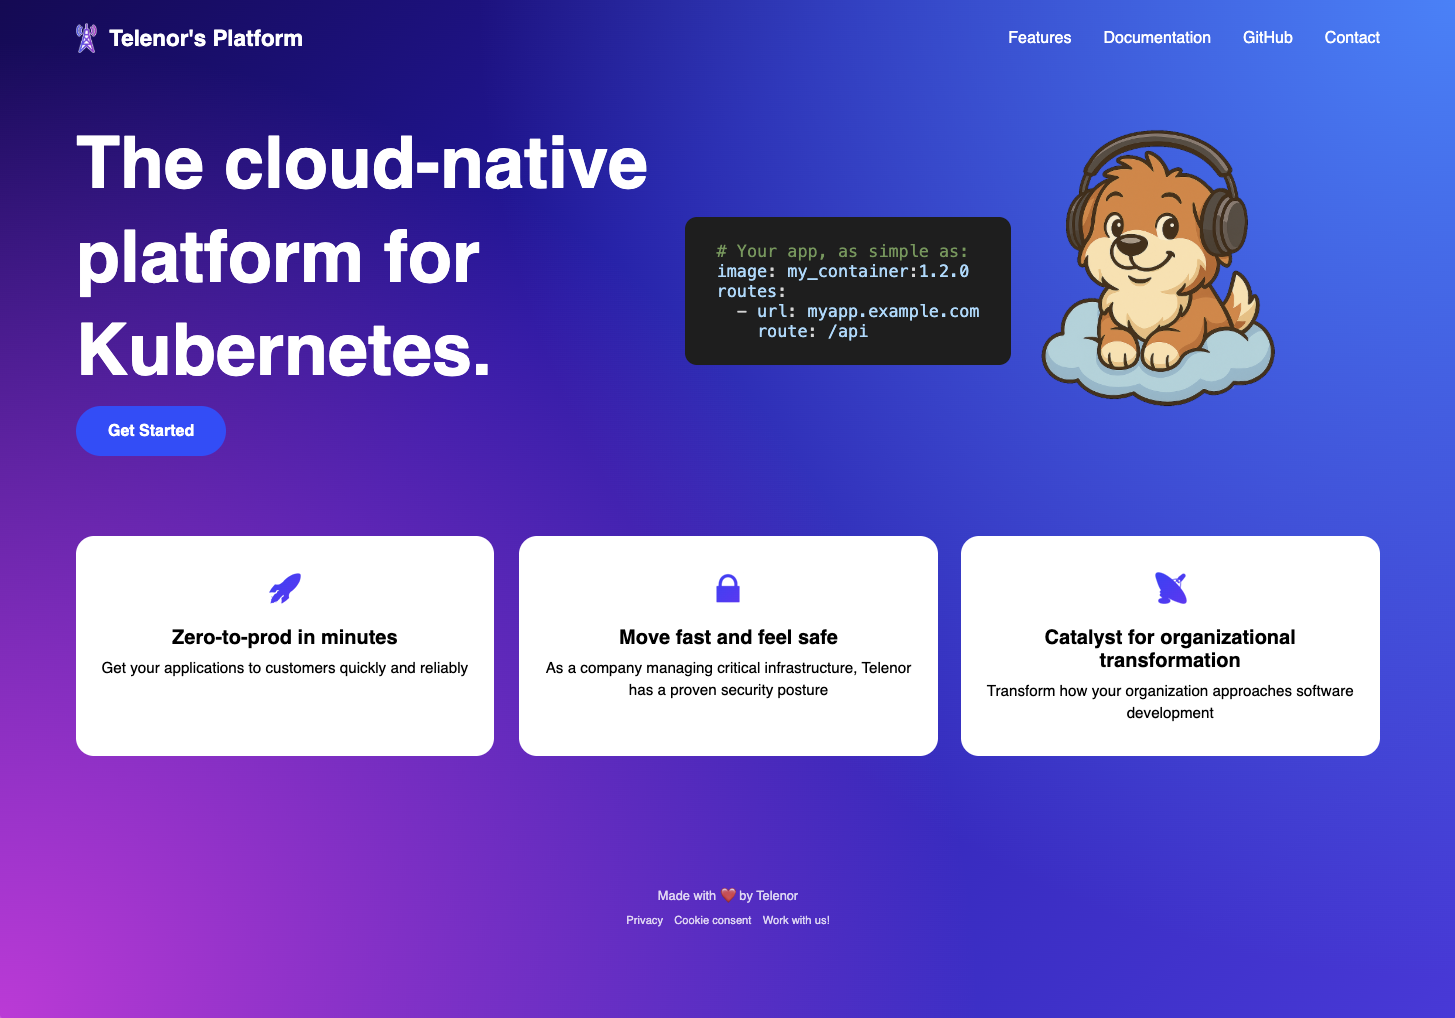 Telenor's Platform
Features
Documentation
GitHub
Contact
The cloud-native
platform for
Kubernetes.
Get Started
# Your app, as simple as:
image: my_container:1.2.0
routes:
  - url: myapp.example.com
    route: /api
Zero-to-prod in minutes
Get your applications to customers quickly and reliably
Move fast and feel safe
As a company managing critical infrastructure, Telenor
has a proven security posture
Catalyst for organizational
transformation
Transform how your organization approaches software
development
Made with ❤️ by Telenor
Privacy Cookie consent Work with us!